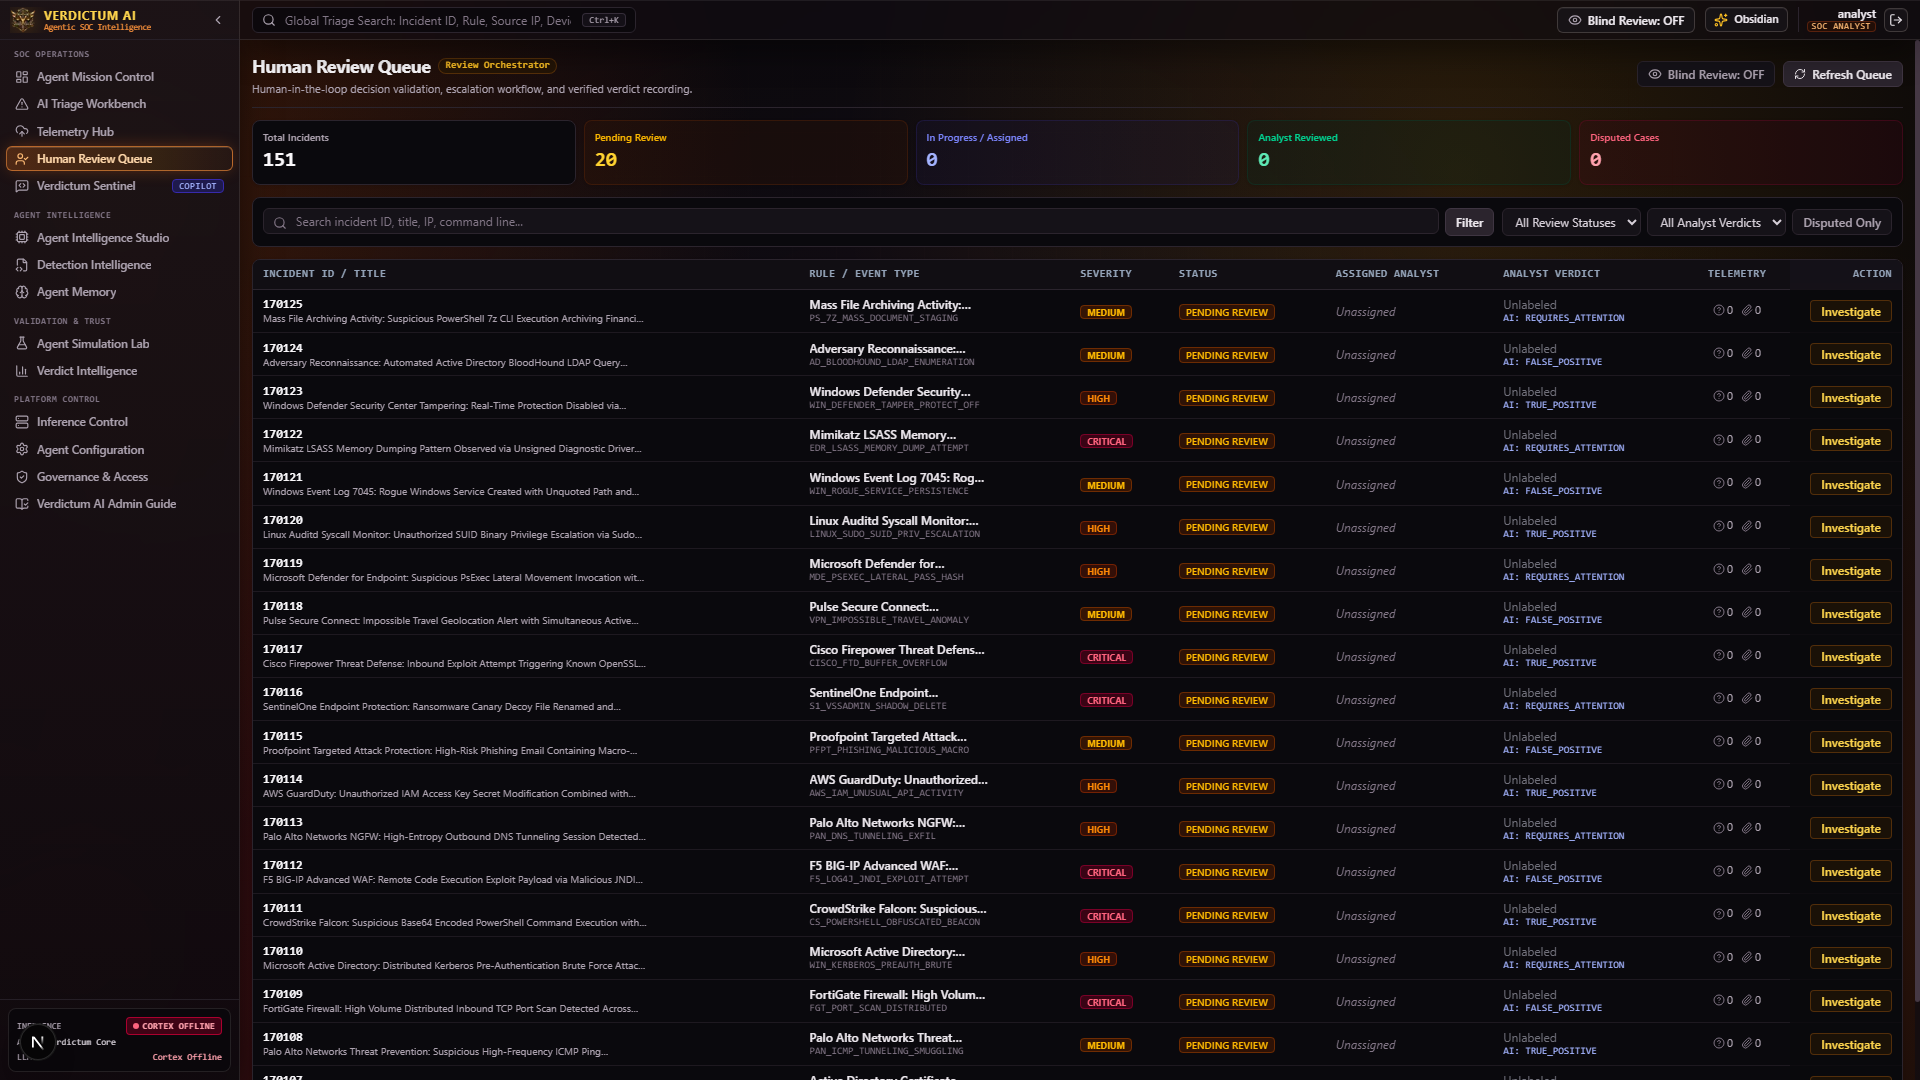 VERDICTUM AI
Agentic SOC Intelligence
Global Triage Search: Incident ID, Rule, Source IP, Devi
Ctrl+K
Blind Review: OFF
Obsidian
analyst
SOC ANALYST
SOC OPERATIONS
Agent Mission Control
AI Triage Workbench
Telemetry Hub
Human Review Queue
Verdictum Sentinel COPILOT
AGENT INTELLIGENCE
Agent Intelligence Studio
Detection Intelligence
Agent Memory
VALIDATION & TRUST
Agent Simulation Lab
Verdict Intelligence
PLATFORM CONTROL
Inference Control
Agent Configuration
Governance & Access
Verdictum AI Admin Guide
CORTEX OFFLINE
rdictum Core
Cortex Offline
N
Human Review Queue Review Orchestrator
Human-in-the-loop decision validation, escalation workflow, and verified verdict recording.
Blind Review: OFF
Refresh Queue
Total Incidents
151
Pending Review
20
In Progress / Assigned
0
Analyst Reviewed
0
Disputed Cases
0
Search incident ID, title, IP, command line...
Filter
All Review Statuses
All Analyst Verdicts
Disputed Only
INCIDENT ID / TITLE RULE / EVENT TYPE SEVERITY STATUS ASSIGNED ANALYST ANALYST VERDICT TELEMETRY ACTION
170125 Mass File Archiving Activity:... MEDIUM PENDING REVIEW Unassigned Unlabeled 0 0 Investigate
Mass File Archiving Activity: Suspicious PowerShell 7z CLI Execution Archiving Financi... PS_7Z_MASS_DOCUMENT_STAGING AI: REQUIRES_ATTENTION
170124 Adversary Reconnaissance:... MEDIUM PENDING REVIEW Unassigned Unlabeled 0 0 Investigate
Adversary Reconnaissance: Automated Active Directory BloodHound LDAP Query... AD_BLOODHOUND_LDAP_ENUMERATION AI: FALSE_POSITIVE
170123 Windows Defender Security... HIGH PENDING REVIEW Unassigned Unlabeled 0 0 Investigate
Windows Defender Security Center Tampering: Real-Time Protection Disabled via... WIN_DEFENDER_TAMPER_PROTECT_OFF AI: TRUE_POSITIVE
170122 Mimikatz LSASS Memory... CRITICAL PENDING REVIEW Unassigned Unlabeled 0 0 Investigate
Mimikatz LSASS Memory Dumping Pattern Observed via Unsigned Diagnostic Driver... EDR_LSASS_MEMORY_DUMP_ATTEMPT AI: REQUIRES_ATTENTION
170121 Windows Event Log 7045: Rog... MEDIUM PENDING REVIEW Unassigned Unlabeled 0 0 Investigate
Windows Event Log 7045: Rogue Windows Service Created with Unquoted Path and... WIN_ROGUE_SERVICE_PERSISTENCE AI: FALSE_POSITIVE
170120 Linux Auditd Syscall Monitor:... HIGH PENDING REVIEW Unassigned Unlabeled 0 0 Investigate
Linux Auditd Syscall Monitor: Unauthorized SUID Binary Privilege Escalation via Sudo... LINUX_SUDO_SUID_PRIV_ESCALATION AI: TRUE_POSITIVE
170119 Microsoft Defender for... HIGH PENDING REVIEW Unassigned Unlabeled 0 0 Investigate
Microsoft Defender for Endpoint: Suspicious PsExec Lateral Movement Invocation wit... MDE_PSEXEC_LATERAL_PASS_HASH AI: REQUIRES_ATTENTION
170118 Pulse Secure Connect:... MEDIUM PENDING REVIEW Unassigned Unlabeled 0 0 Investigate
Pulse Secure Connect: Impossible Travel Geolocation Alert with Simultaneous Active... VPN_IMPOSSIBLE_TRAVEL_ANOMALY AI: FALSE_POSITIVE
170117 Cisco Firepower Threat Defens... CRITICAL PENDING REVIEW Unassigned Unlabeled 0 0 Investigate
Cisco Firepower Threat Defense: Inbound Exploit Attempt Triggering Known OpenSSL... CISCO_FTD_BUFFER_OVERFLOW AI: TRUE_POSITIVE
170116 SentinelOne Endpoint... CRITICAL PENDING REVIEW Unassigned Unlabeled 0 0 Investigate
SentinelOne Endpoint Protection: Ransomware Canary Decoy File Renamed and... S1_VSSADMIN_SHADOW_DELETE AI: REQUIRES_ATTENTION
170115 Proofpoint Targeted Attack... MEDIUM PENDING REVIEW Unassigned Unlabeled 0 0 Investigate
Proofpoint Targeted Attack Protection: High-Risk Phishing Email Containing Macro-... PFPT_PHISHING_MALICIOUS_MACRO AI: FALSE_POSITIVE
170114 AWS GuardDuty: Unauthorized... HIGH PENDING REVIEW Unassigned Unlabeled 0 0 Investigate
AWS GuardDuty: Unauthorized IAM Access Key Secret Modification Combined with... AWS_IAM_UNUSUAL_API_ACTIVITY AI: TRUE_POSITIVE
170113 Palo Alto Networks NGFW:... HIGH PENDING REVIEW Unassigned Unlabeled 0 0 Investigate
Palo Alto Networks NGFW: High-Entropy Outbound DNS Tunneling Session Detected... PAN_DNS_TUNNELING_EXFIL AI: REQUIRES_ATTENTION
170112 F5 BIG-IP Advanced WAF:... CRITICAL PENDING REVIEW Unassigned Unlabeled 0 0 Investigate
F5 BIG-IP Advanced WAF: Remote Code Execution Exploit Payload via Malicious JNDI... F5_LOG4J_JNDI_EXPLOIT_ATTEMPT AI: FALSE_POSITIVE
170111 CrowdStrike Falcon: Suspicious... CRITICAL PENDING REVIEW Unassigned Unlabeled 0 0 Investigate
CrowdStrike Falcon: Suspicious Base64 Encoded PowerShell Command Execution with... CS_POWERSHELL_OBFUSCATED_BEACON AI: TRUE_POSITIVE
170110 Microsoft Active Directory:... HIGH PENDING REVIEW Unassigned Unlabeled 0 0 Investigate
Microsoft Active Directory: Distributed Kerberos Pre-Authentication Brute Force Attac... WIN_KERBEROS_PREAUTH_BRUTE AI: REQUIRES_ATTENTION
170109 FortiGate Firewall: High Volum... CRITICAL PENDING REVIEW Unassigned Unlabeled 0 0 Investigate
FortiGate Firewall: High Volume Distributed Inbound TCP Port Scan Detected Across... FGT_PORT_SCAN_DISTRIBUTED AI: FALSE_POSITIVE
170108 Palo Alto Networks Threat... MEDIUM PENDING REVIEW Unassigned Unlabeled 0 0 Investigate
Palo Alto Networks Threat Prevention: Suspicious High-Frequency ICMP Ping... PAN_ICMP_TUNNELING_SMUGGLING AI: TRUE_POSITIVE